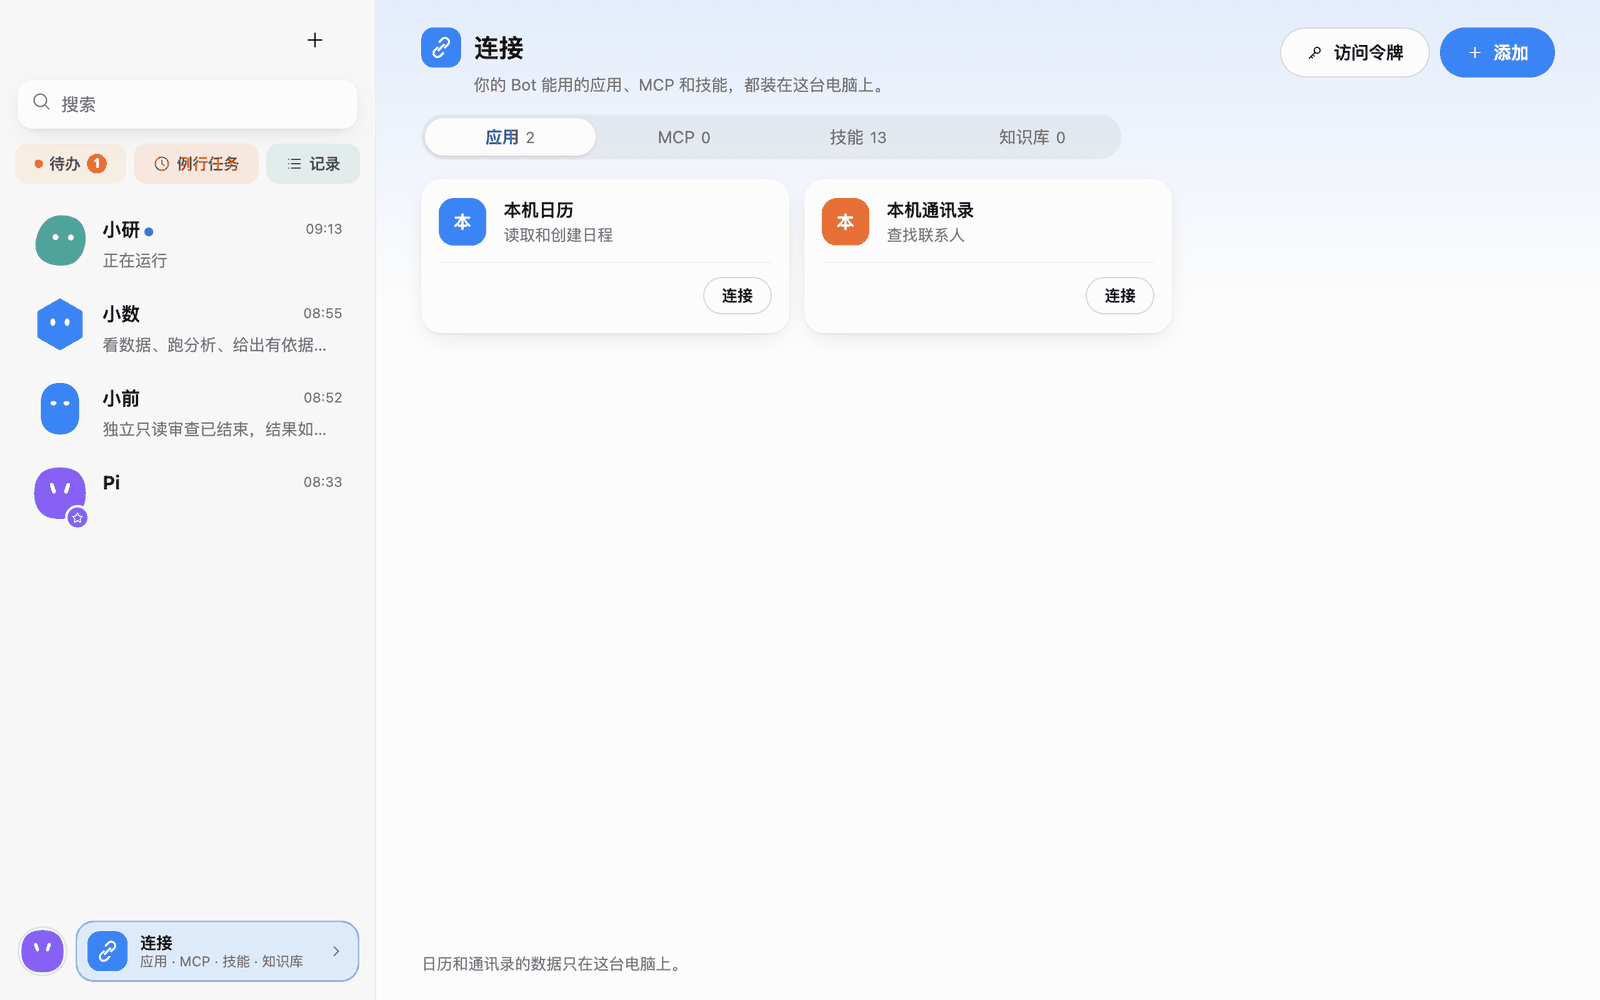 搜索
待办 1
例行任务
记录
小研 09:13
正在运行
小数 08:55
看数据、跑分析、给出有依据...
小前 08:52
独立只读审查已结束，结果如...
Pi 08:33
连接
应用 · MCP · 技能 · 知识库
连接
你的 Bot 能用的应用、MCP 和技能，都装在这台电脑上。
访问令牌
添加
应用 2
MCP 0
技能 13
知识库 0
本
本机日历
读取和创建日程
连接
本
本机通讯录
查找联系人
连接
日历和通讯录的数据只在这台电脑上。